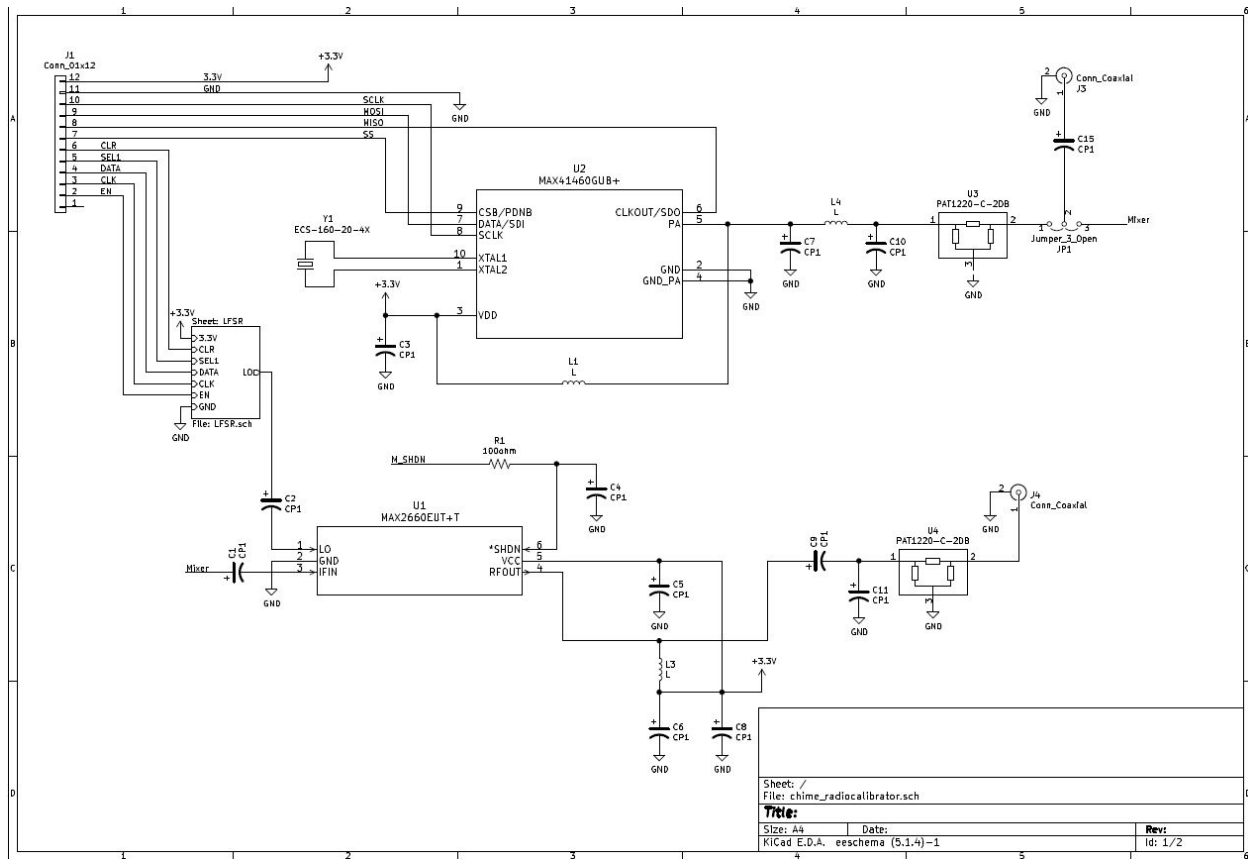 1 2 3 4 5 6
J1
Conn_01x12
12 3.3V
11 GND
10 SCLK
9 MOSI
8 MISO
7 SS
6 CLR
5 SEL1
4 DATA
3 CLK
2 EN
1
+3.3V
GND
A
A
2
Conn_Coaxial
J3
1
GND
+
C15
CP1
U2
MAX41460GUB+
9 CSB/PDNB
7 DATA/SDI
8 SCLK
10 XTAL1
1 XTAL2
3 VDD
CLKOUT/SDO 6
PA 5
GND 2
GND_PA 4
GND
Y1
ECS-160-20-4X
+3.3V
+
C3
CP1
GND
L1
L
L4
L
+
C7
CP1
GND
+
C10
CP1
GND
U3
PAT1220-C-2DB
1 2
3
GND
2
1 3
Jumper_3_Open
JP1
Mixer
B
B
+3.3V
Sheet: LFSR
3.3V
CLR
SEL1
DATA
CLK
EN
GND
LO
File: LFSR.sch
GND
R1
100ohm
M_SHDN
+
C4
CP1
GND
+
C2
CP1
U1
MAX2660EUT+T
1 LO
2 GND
3 IFIN
*SHDN 6
VCC 5
RFOUT 4
Mixer
+
C1
CP1
GND
+
C5
CP1
GND
C9
CP1
+
+
C11
CP1
GND
U4
PAT1220-C-2DB
1 2
3
GND
2
J4
Conn_Coaxial
1
GND
C
C
L3
L
+3.3V
+
C6
CP1
GND
+
C8
CP1
GND
D
D
Sheet: /
File: chime_radiocalibrator.sch
Title:
Size: A4 Date: Rev:
KiCad E.D.A. eeschema (5.1.4)-1 Id: 1/2
1 2 3 4 5 6